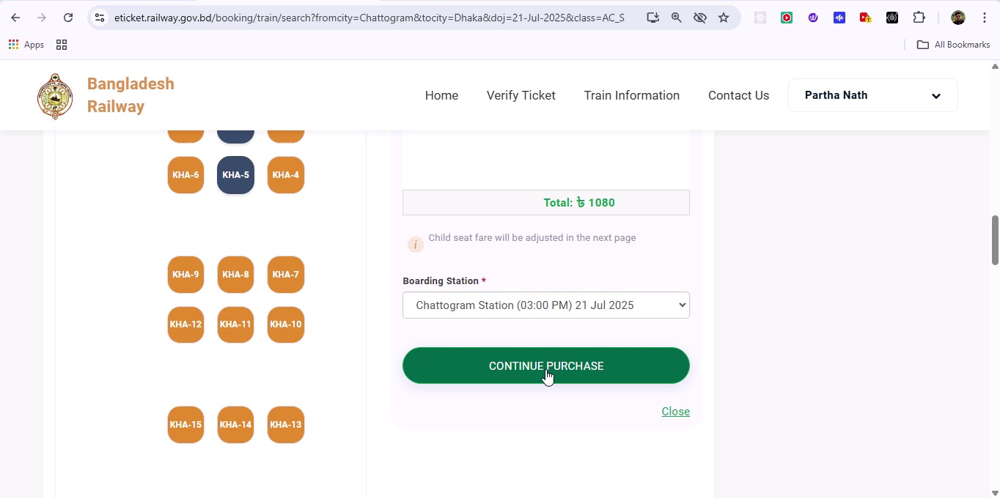 eticket.railway.gov.bd/booking/train/search?fromcity=Chattogram&tocity=Dhaka&doj=21-Jul-2025&class=AC_S
Apps
All Bookmarks
Bangladesh
Railway
Home
Verify Ticket
Train Information
Contact Us
Partha Nath
KHA-6
KHA-5
KHA-4
Total: ৳ 1080
i
Child seat fare will be adjusted in the next page
KHA-9
KHA-8
KHA-7
Boarding Station *
Chattogram Station (03:00 PM) 21 Jul 2025
KHA-12
KHA-11
KHA-10
CONTINUE PURCHASE
Close
KHA-15
KHA-14
KHA-13